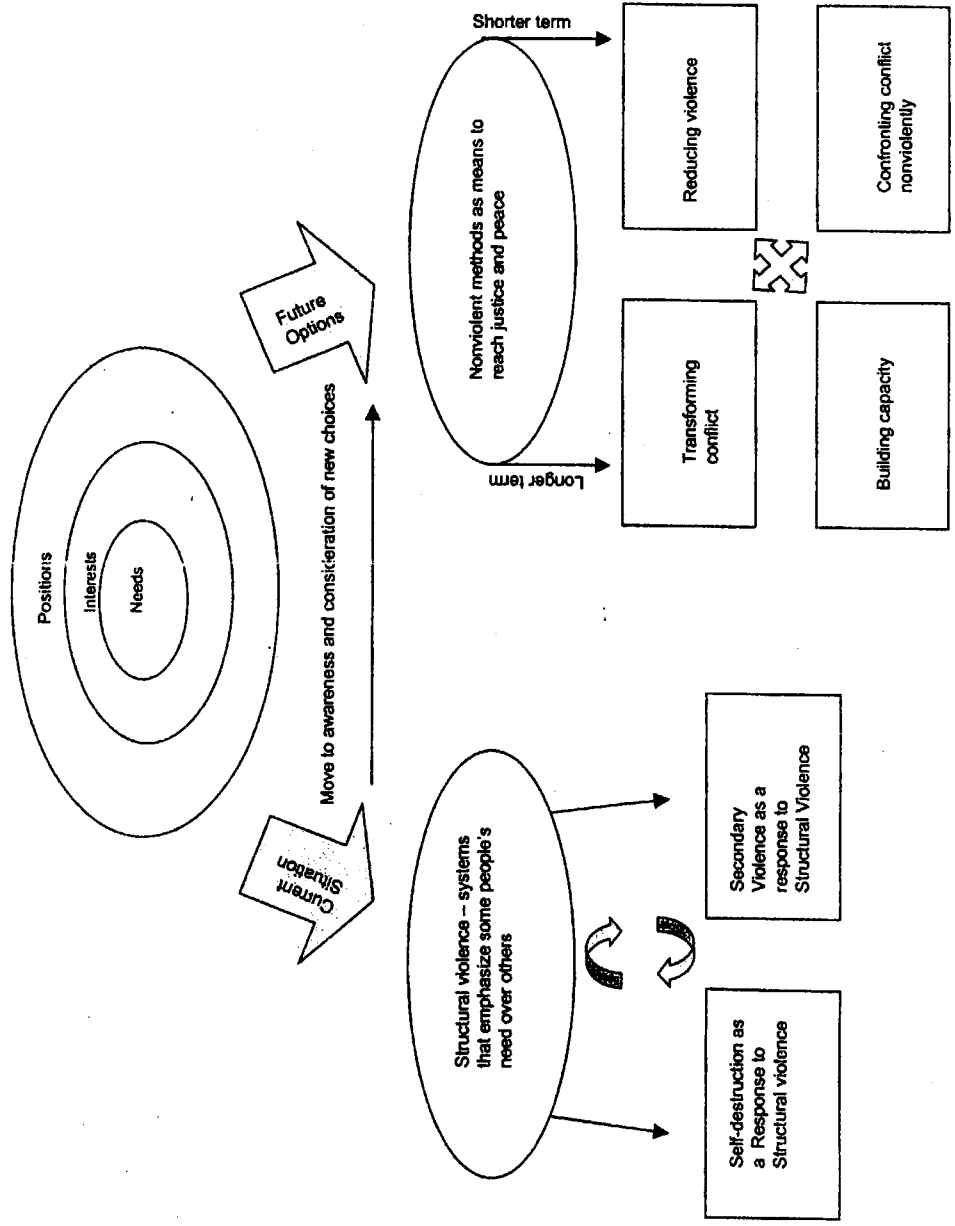 Positions
Interests
Needs
Current
Situation
Move to awareness and consideration of new choices
Future
Options
Structural violence – systems
that emphasize some people's
need over others
Self-destruction as
a Response to
Structural violence
Secondary
Violence as a
response to
Structural Violence
Nonviolent methods as means to
reach justice and peace
Longer term
Shorter term
Transforming
conflict
Reducing violence
Building capacity
Confronting conflict
nonviolently